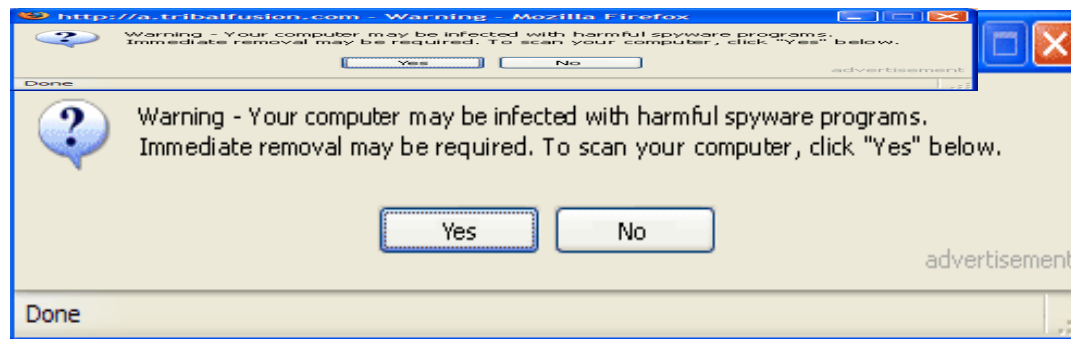 http://a.tribalfusion.com - Warning - Mozilla Firefox
Warning - Your computer may be infected with harmful spyware programs.
Immediate removal may be required. To scan your computer, click "Yes" below.
Yes No
advertisement
Done
Warning - Your computer may be infected with harmful spyware programs.
Immediate removal may be required. To scan your computer, click "Yes" below.
Yes No
advertisement
Done